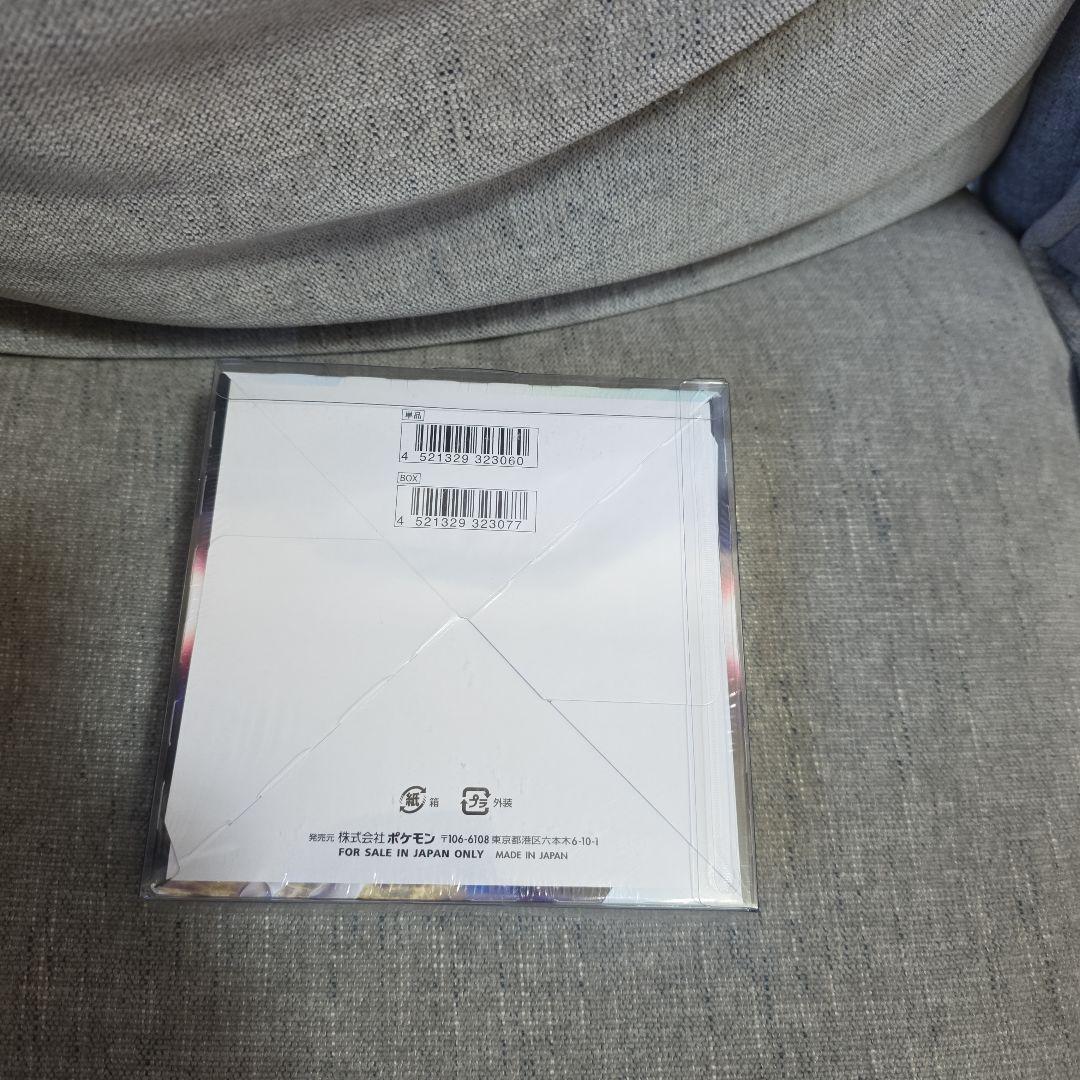 単品
4 521329 323060
BOX
4 521329 323077
紙 箱 プラ 外装
発売元 株式会社 ポケモン 〒106-6108 東京都港区六本木6-10-1
FOR SALE IN JAPAN ONLY MADE IN JAPAN